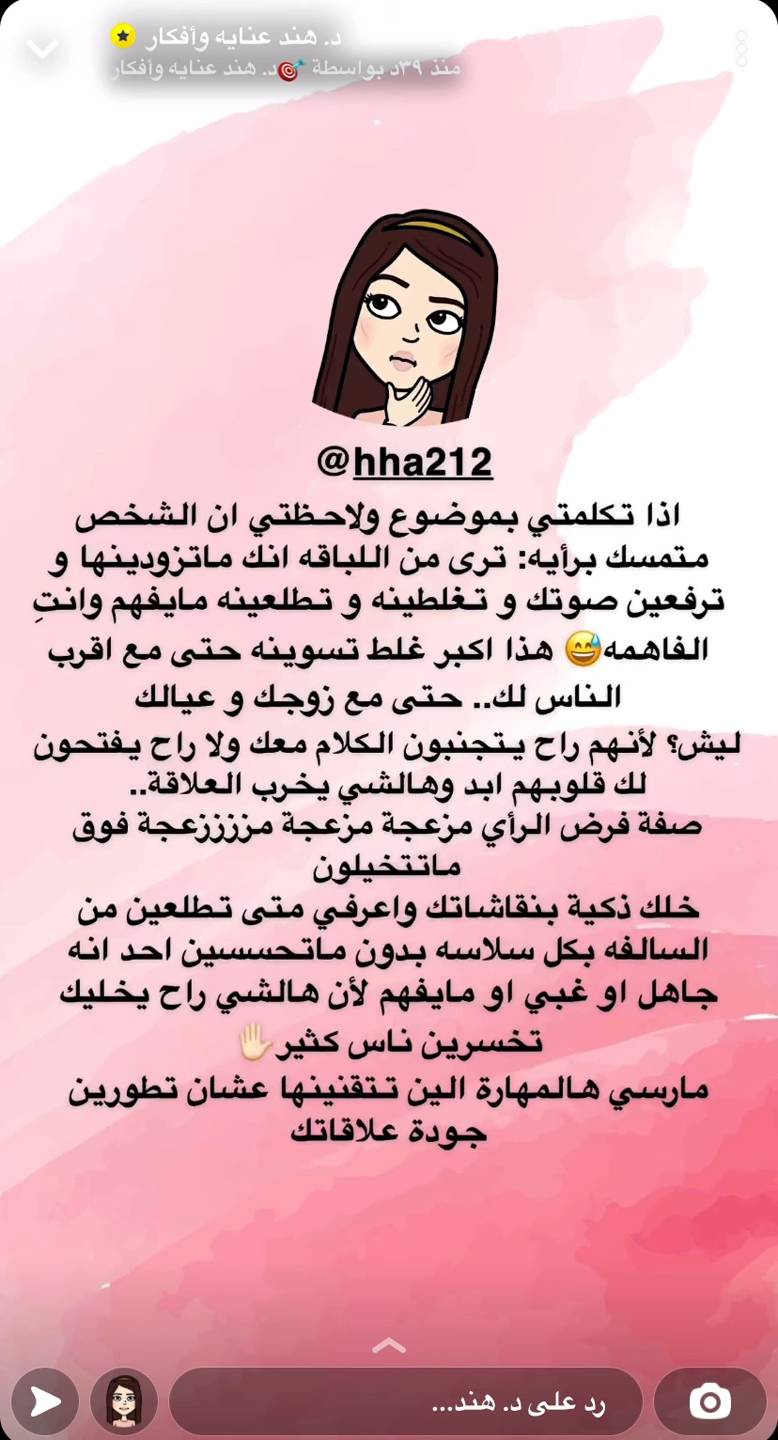 د. هند عنايه وأفكار
منذ ٣٩د بواسطة 🎯د. هند عنايه وأفكار
@hha212
اذا تكلمتي بموضوع ولاحظتي ان الشخص
متمسك برأيه: ترى من اللباقه انك ماتزودينها و
ترفعين صوتك و تغلطينه و تطلعينه مايفهم وانتِ
الفاهمه😅 هذا اكبر غلط تسوينه حتى مع اقرب
الناس لك.. حتى مع زوجك و عيالك
ليش؟ لأنهم راح يتجنبون الكلام معك ولا راح يفتحون
لك قلوبهم ابد وهالشي يخرب العلاقة..
صفة فرض الرأي مزعجة مزعجة مزززعجة فوق
ماتتخيلون
خلك ذكية بنقاشاتك واعرفي متى تطلعين من
السالفه بكل سلاسه بدون ماتحسسين احد انه
جاهل او غبي او مايفهم لأن هالشي راح يخليك
تخسرين ناس كثير✋🏻
مارسي هالمهارة الين تتقنينها عشان تطورين
جودة علاقاتك
رد على د. هند...